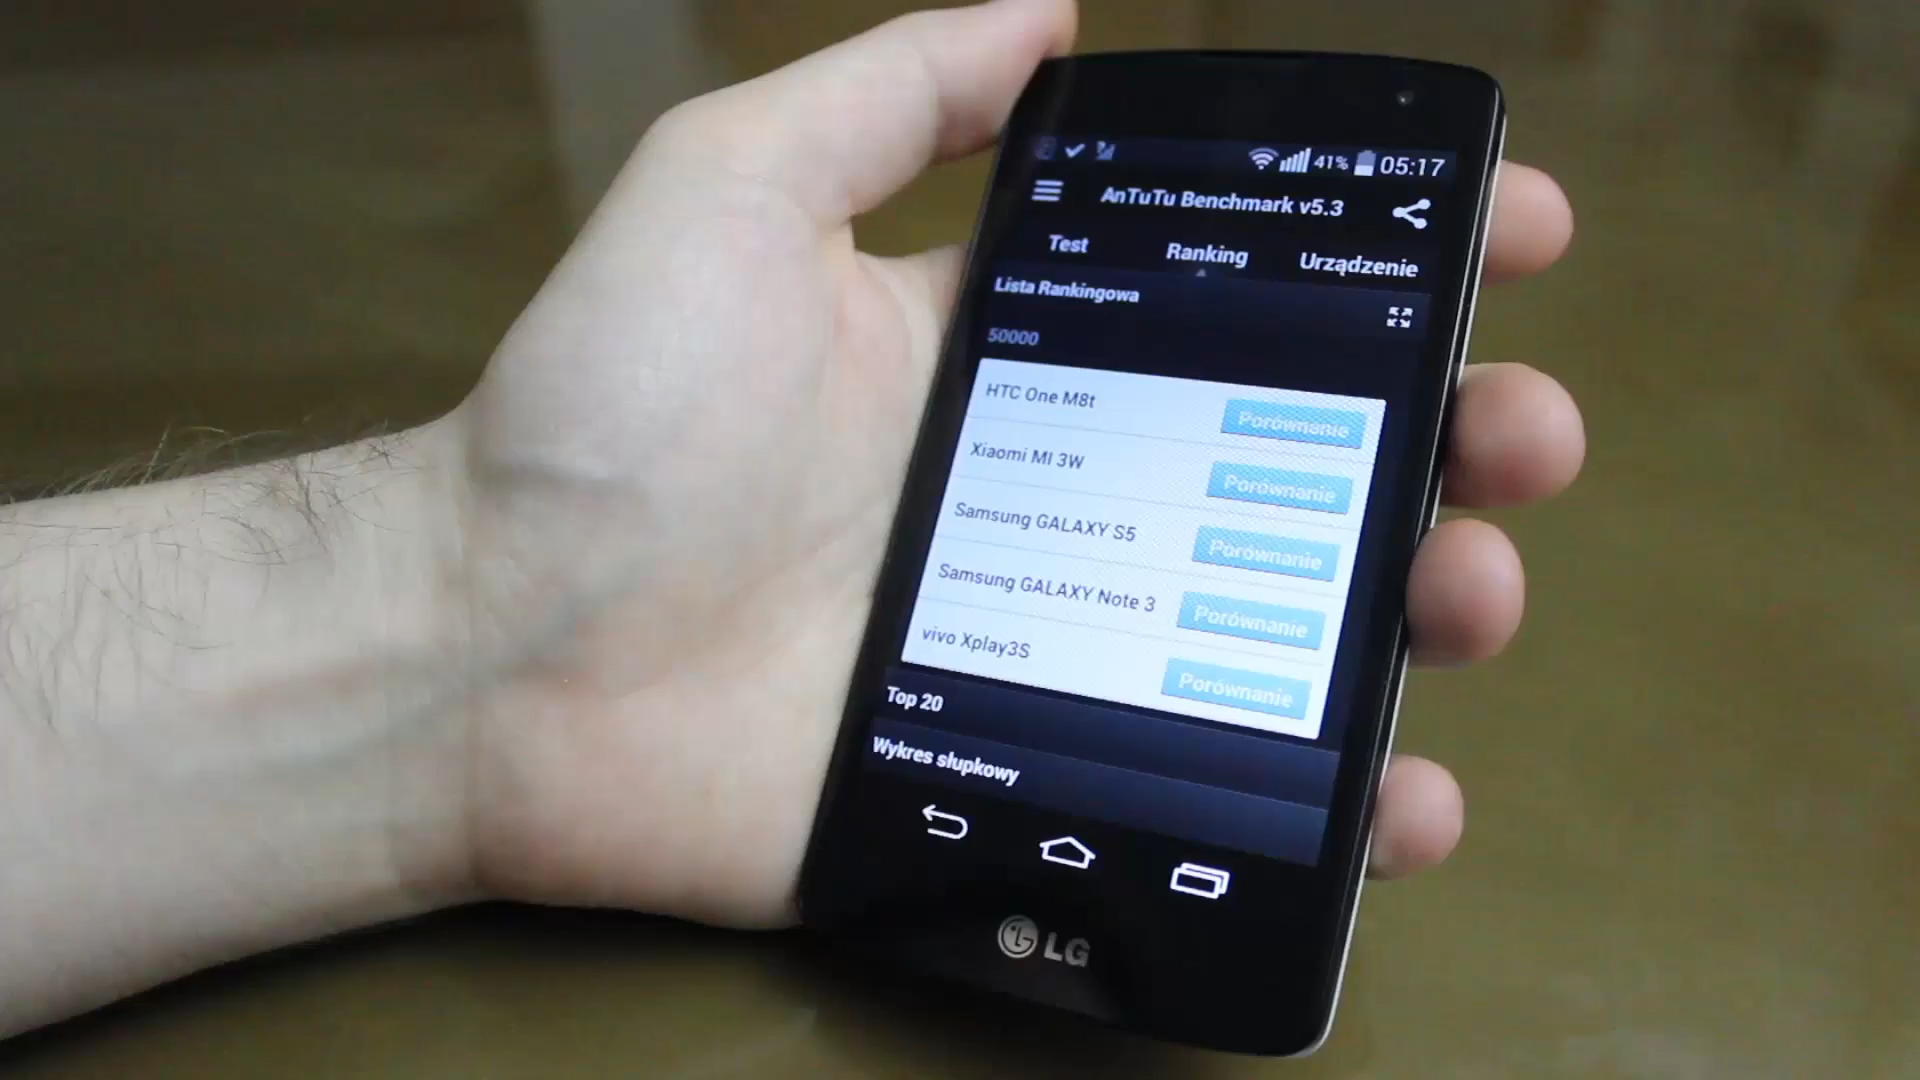 41% 05:17
AnTuTu Benchmark v5.3
Test Ranking Urządzenie
Lista Rankingowa
50000
HTC One M8t Porównanie
Xiaomi MI 3W Porównanie
Samsung GALAXY S5 Porównanie
Samsung GALAXY Note 3 Porównanie
vivo Xplay3S Porównanie
Top 20
Wykres słupkowy
LG